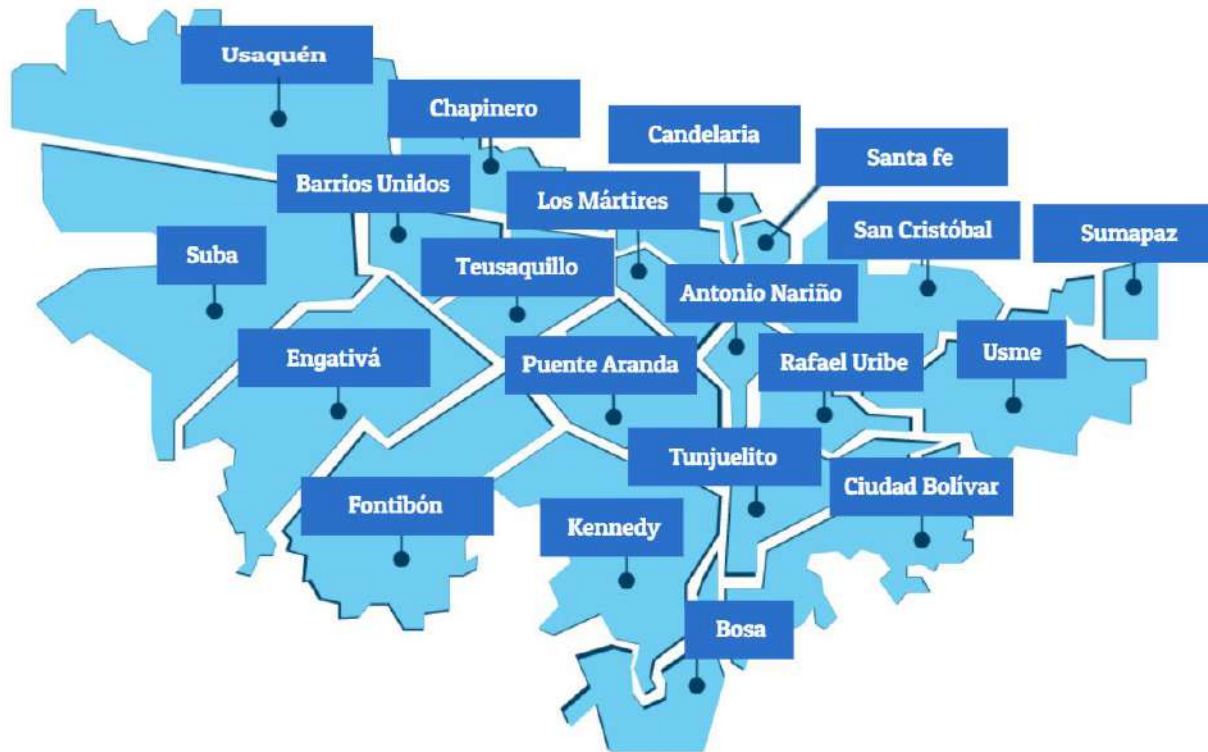 Usaquén
Chapinero
Candelaria
Santa fe
Barrios Unidos
Los Mártires
San Cristóbal
Sumapaz
Suba
Teusaquillo
Antonio Nariño
Engativá
Puente Aranda
Rafael Uribe
Usme
Tunjuelito
Ciudad Bolívar
Fontibón
Kennedy
Bosa